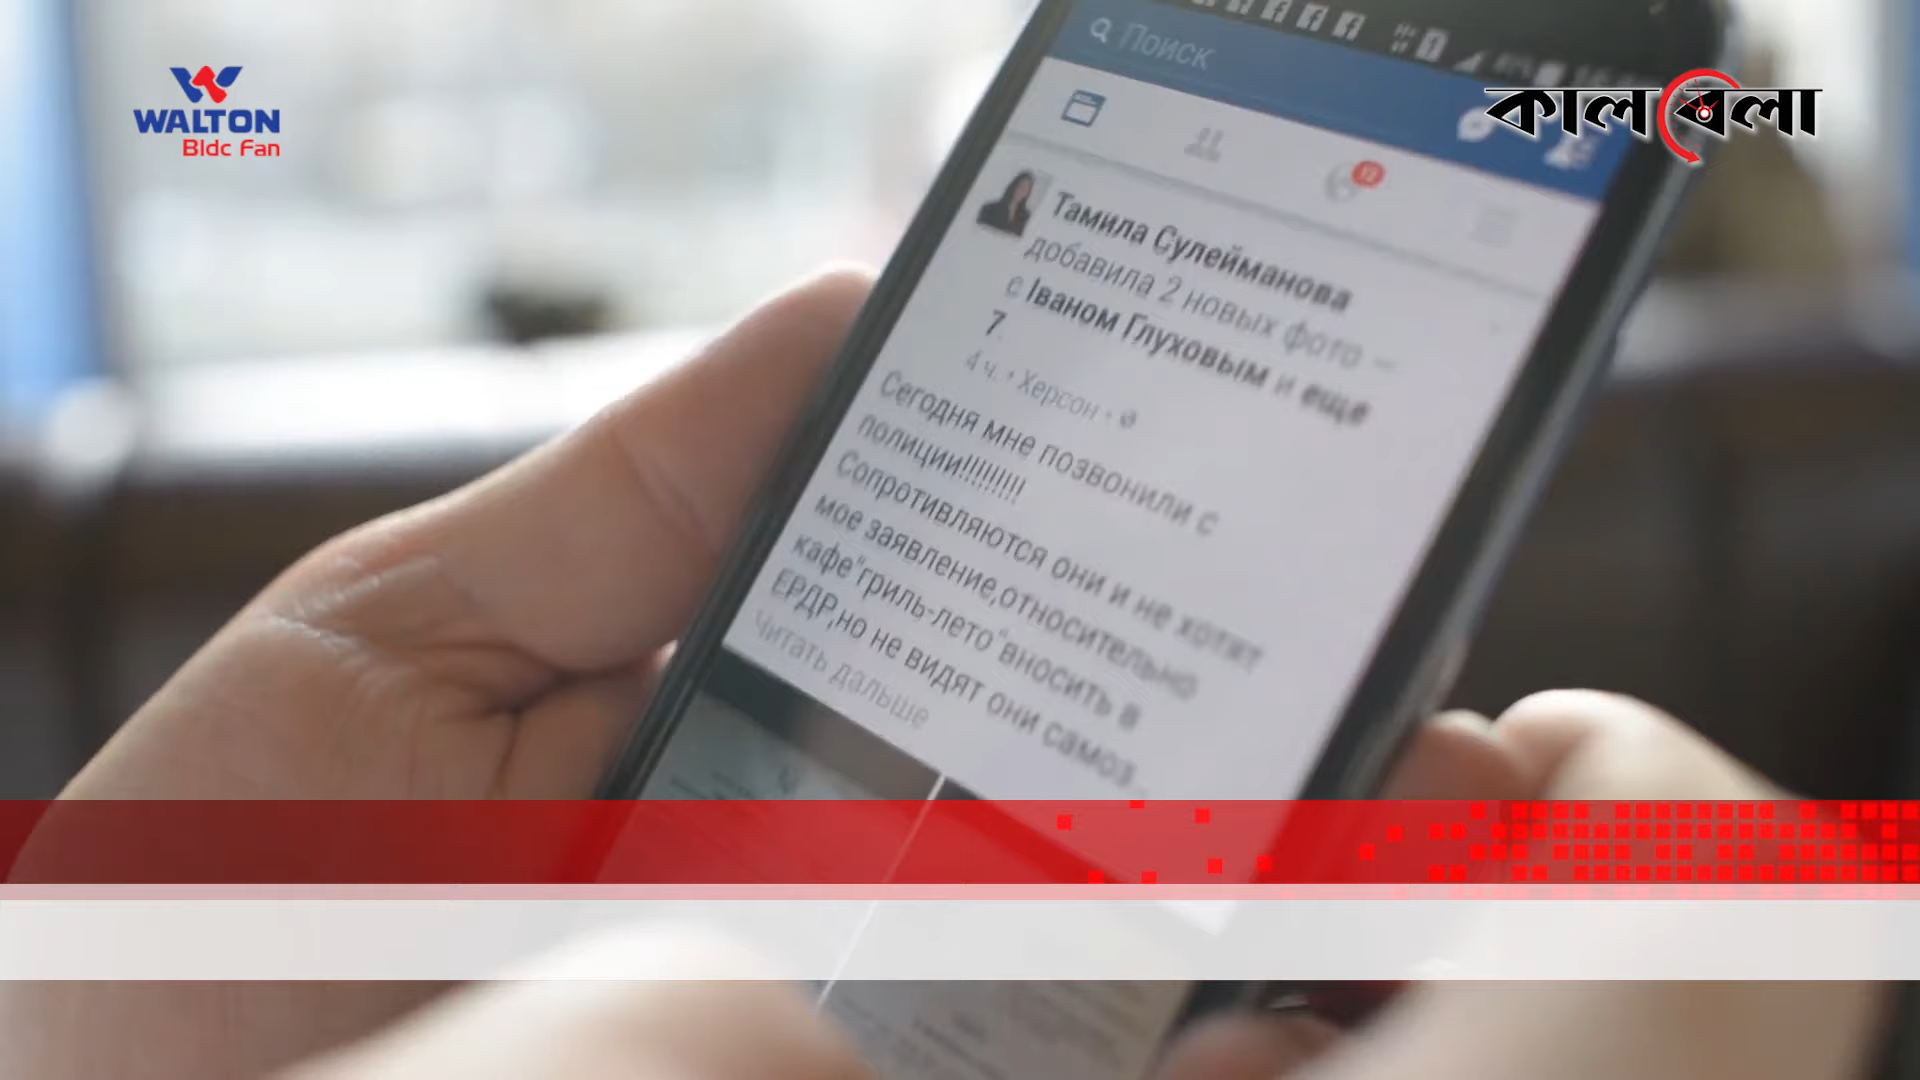 WALTON
Bldc Fan
কালবেলা
Поиск
12
Тамила Сулейманова
добавила 2 новых фото —
с Іваном Глуховым и еще
7.
4 ч. • Херсон •
Сегодня мне позвонили с
полиции!!!!!!!!!
Сопротивляются они и не хотят
мое заявление,относительно
кафе"гриль-лето"вносить в
ЕРДР,но не видят они самоз...
Читать дальше